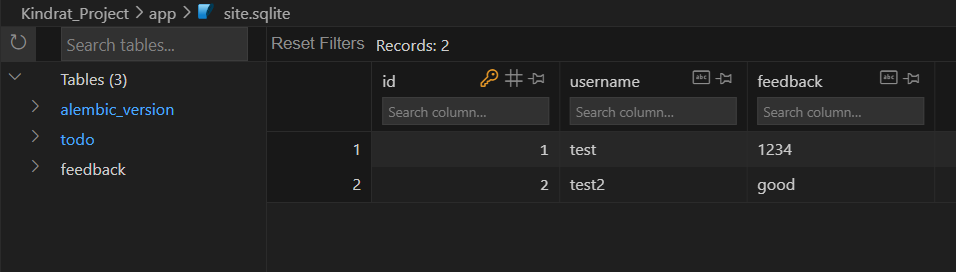 Kindrat_Project > app > site.sqlite
Search tables...
Reset Filters Records: 2
Tables (3)
alembic_version
todo
feedback
id username feedback
Search column... Search column... Search column...
1 1 test 1234
2 2 test2 good